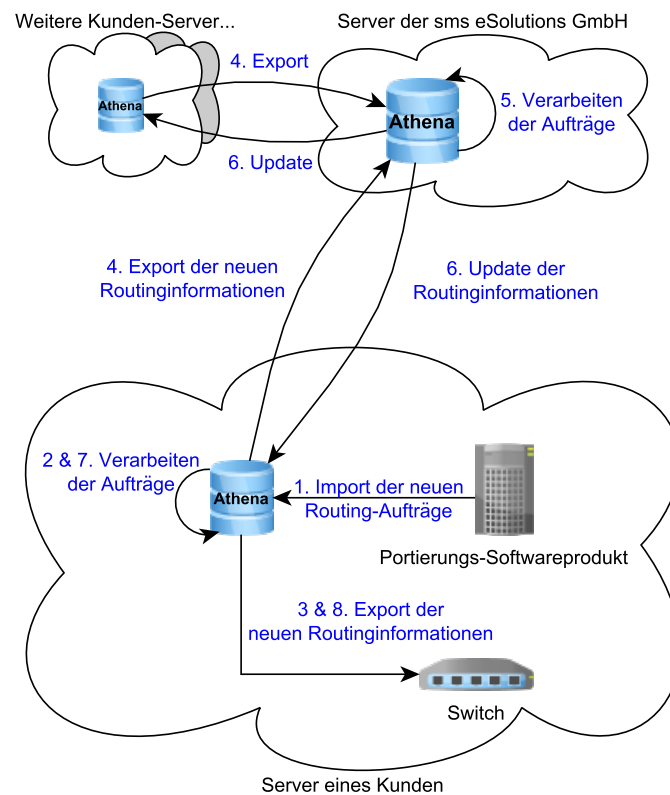 Weitere Kunden-Server...
Server der sms eSolutions GmbH
4. Export
Athena
Athena
5. Verarbeiten
der Aufträge
6. Update
4. Export der neuen
Routinginformationen
6. Update der
Routinginformationen
2 & 7. Verarbeiten
der Aufträge
Athena
1. Import der neuen
Routing-Aufträge
Portierungs-Softwareprodukt
3 & 8. Export der
neuen Routinginformationen
Switch
Server eines Kunden